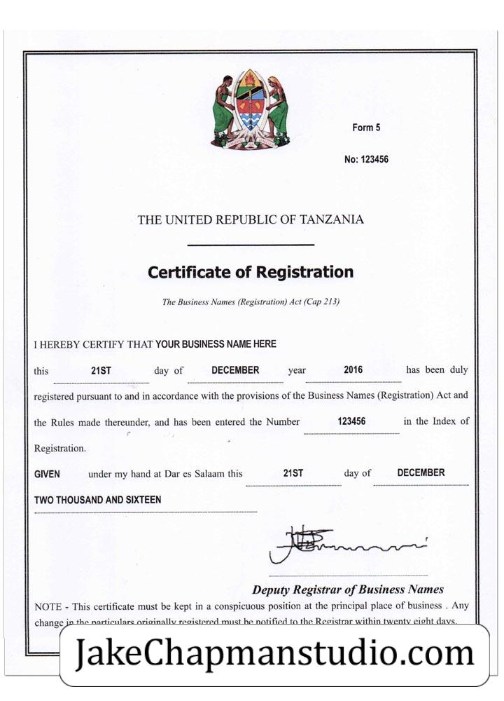 Form 5
No: 123456
THE UNITED REPUBLIC OF TANZANIA
Certificate of Registration
The Business Names (Registration) Act (Cap 213)
I HEREBY CERTIFY THAT YOUR BUSINESS NAME HERE
this 21ST day of DECEMBER year 2016 has been duly
registered pursuant to and in accordance with the provisions of the Business Names (Registration) Act and
the Rules made thereunder, and has been entered the Number 123456 in the Index of
Registration.
GIVEN under my hand at Dar es Salaam this 21ST day of DECEMBER
TWO THOUSAND AND SIXTEEN
Deputy Registrar of Business Names
NOTE - This certificate must be kept in a conspicuous position at the principal place of business . Any
change in the particulars originally registered must be notified to the Registrar within twenty eight days.
JakeChapmanstudio.com